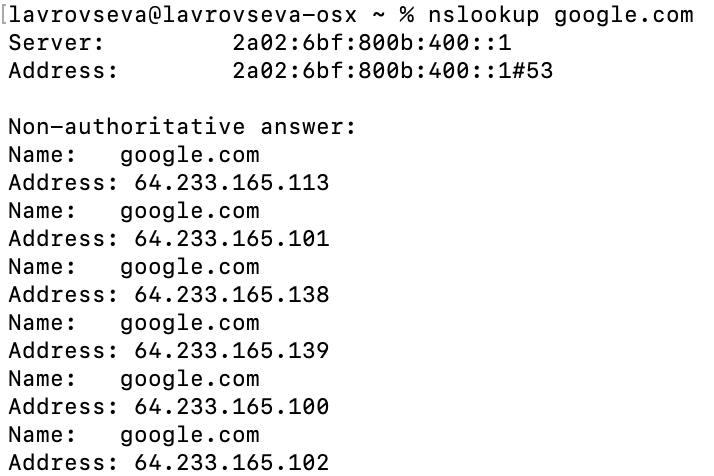 [lavrovseva@lavrovseva-osx ~ % nslookup google.com
Server: 2a02:6bf:800b:400::1
Address: 2a02:6bf:800b:400::1#53
Non-authoritative answer:
Name: google.com
Address: 64.233.165.113
Name: google.com
Address: 64.233.165.101
Name: google.com
Address: 64.233.165.138
Name: google.com
Address: 64.233.165.139
Name: google.com
Address: 64.233.165.100
Name: google.com
Address: 64.233.165.102